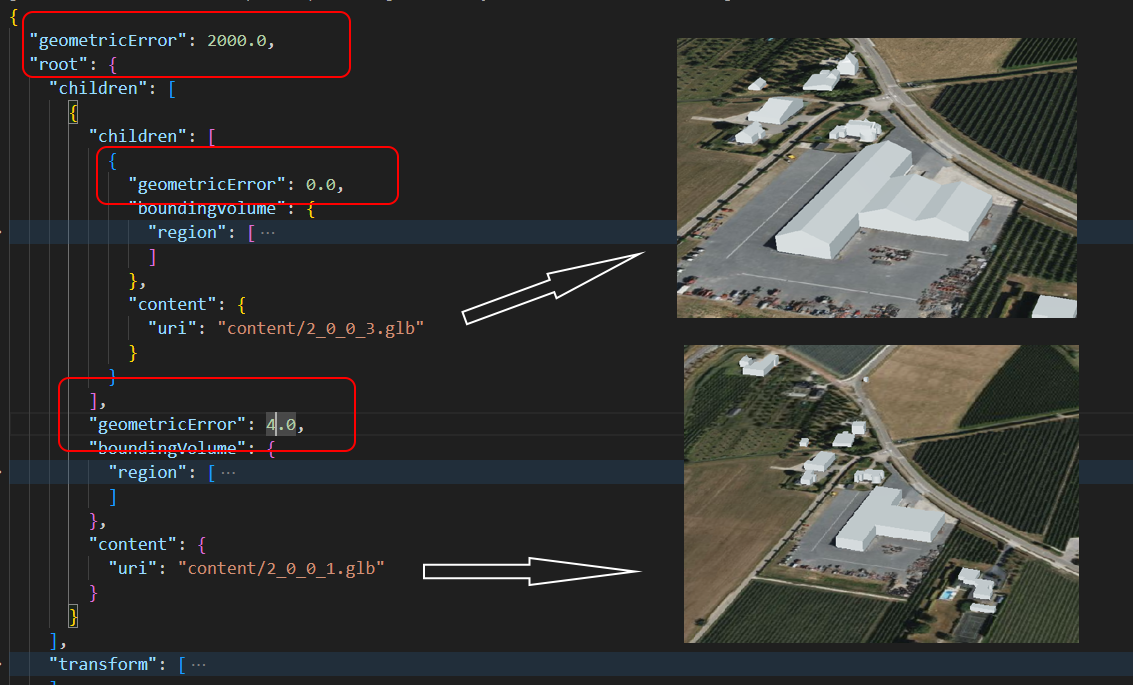 {
"geometricError": 2000.0,
"root": {
"children": [
{
"children": [
{
"geometricError": 0.0,
"boundingVolume": {
"region": [ ···
]
},
"content": {
"uri": "content/2_0_0_3.glb"
}
}
],
"geometricError": 4.0,
"boundingVolume": {
"region": [ ···
]
},
"content": {
"uri": "content/2_0_0_1.glb"
}
}
],
"transform": [ ···